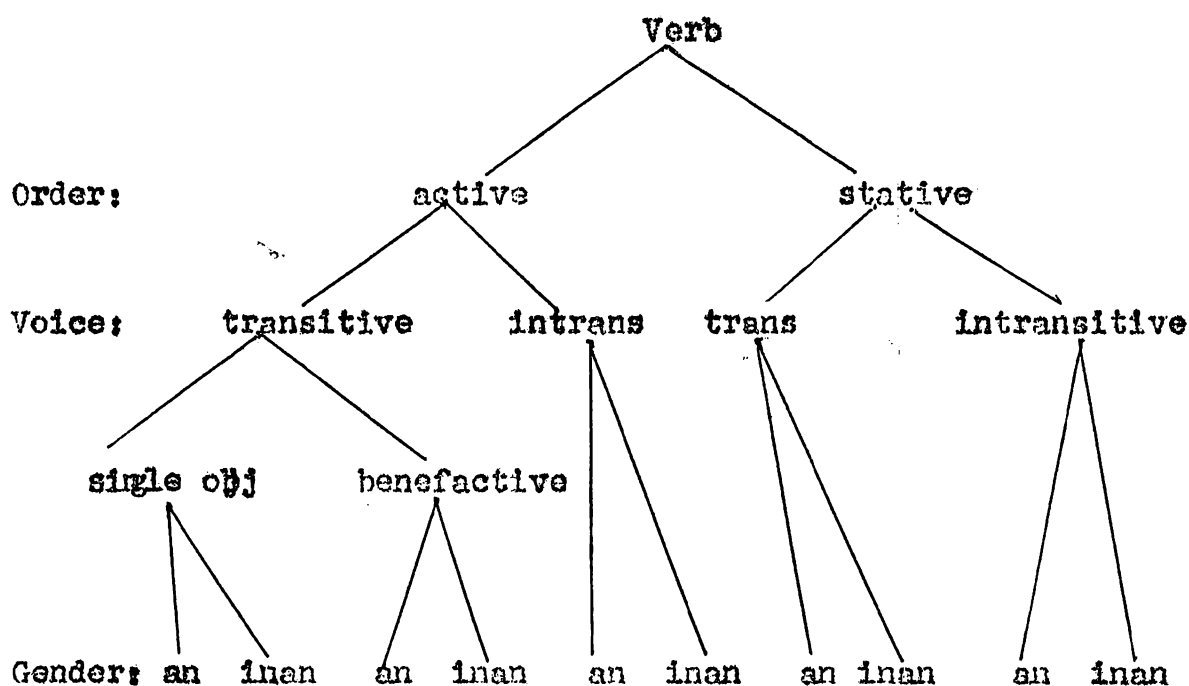 Verb
Order: active stative
Voice: transitive intrans trans intransitive
single obj benefactive
Gender: an inan an inan an inan an inan an inan